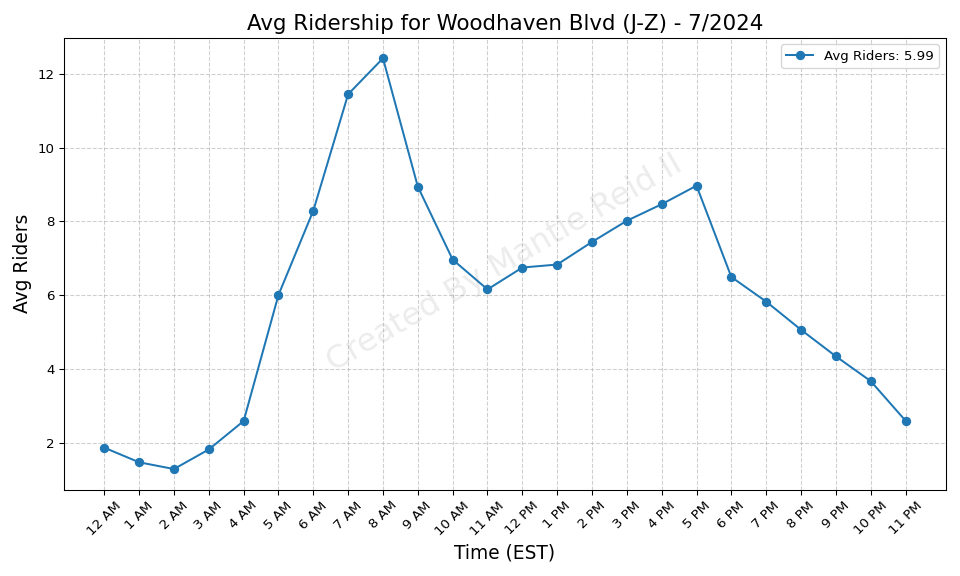 Avg Ridership for Woodhaven Blvd (J-Z) - 7/2024
Avg Riders: 5.99
12
10
8
6
4
2
Avg Riders
Created By Mantle Reid II
12 AM
1 AM
2 AM
3 AM
4 AM
5 AM
6 AM
7 AM
8 AM
9 AM
10 AM
11 AM
12 PM
1 PM
2 PM
3 PM
4 PM
5 PM
6 PM
7 PM
8 PM
9 PM
10 PM
11 PM
Time (EST)